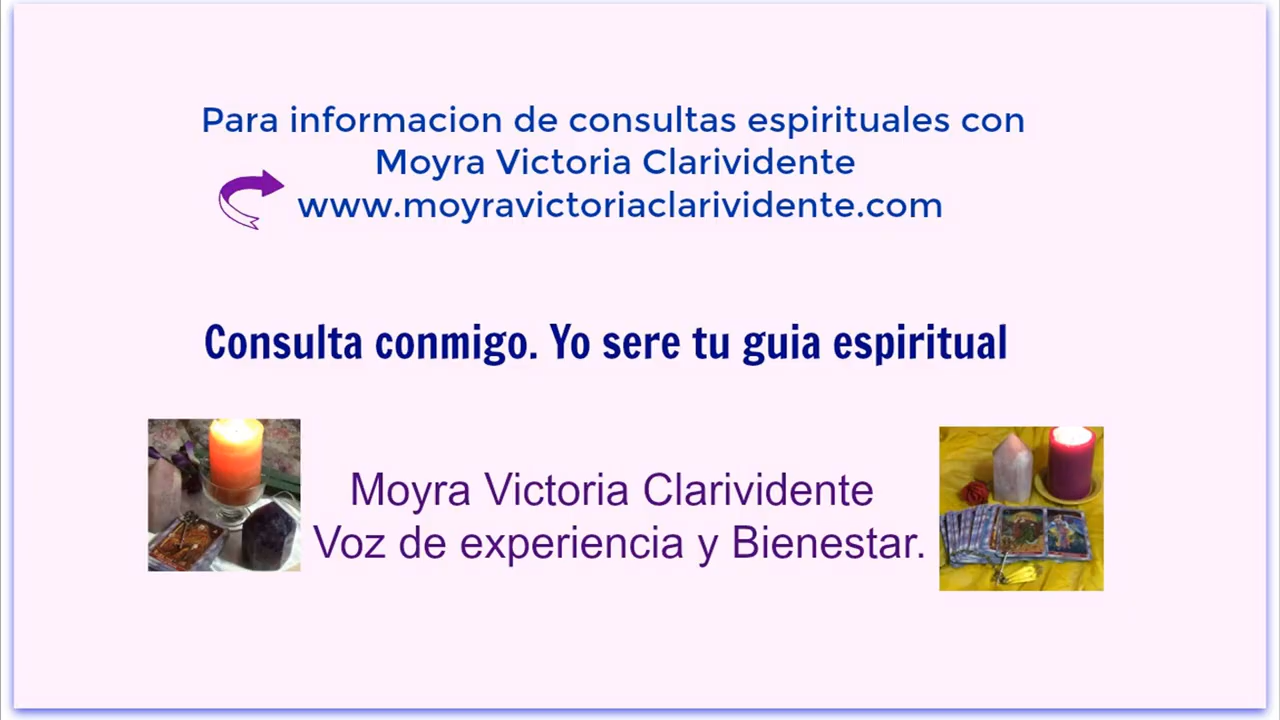 Para informacion de consultas espirituales con
Moyra Victoria Clarividente
www.moyravictoriaclarividente.com
Consulta conmigo. Yo sere tu guia espiritual
Moyra Victoria Clarividente
Voz de experiencia y Bienestar.